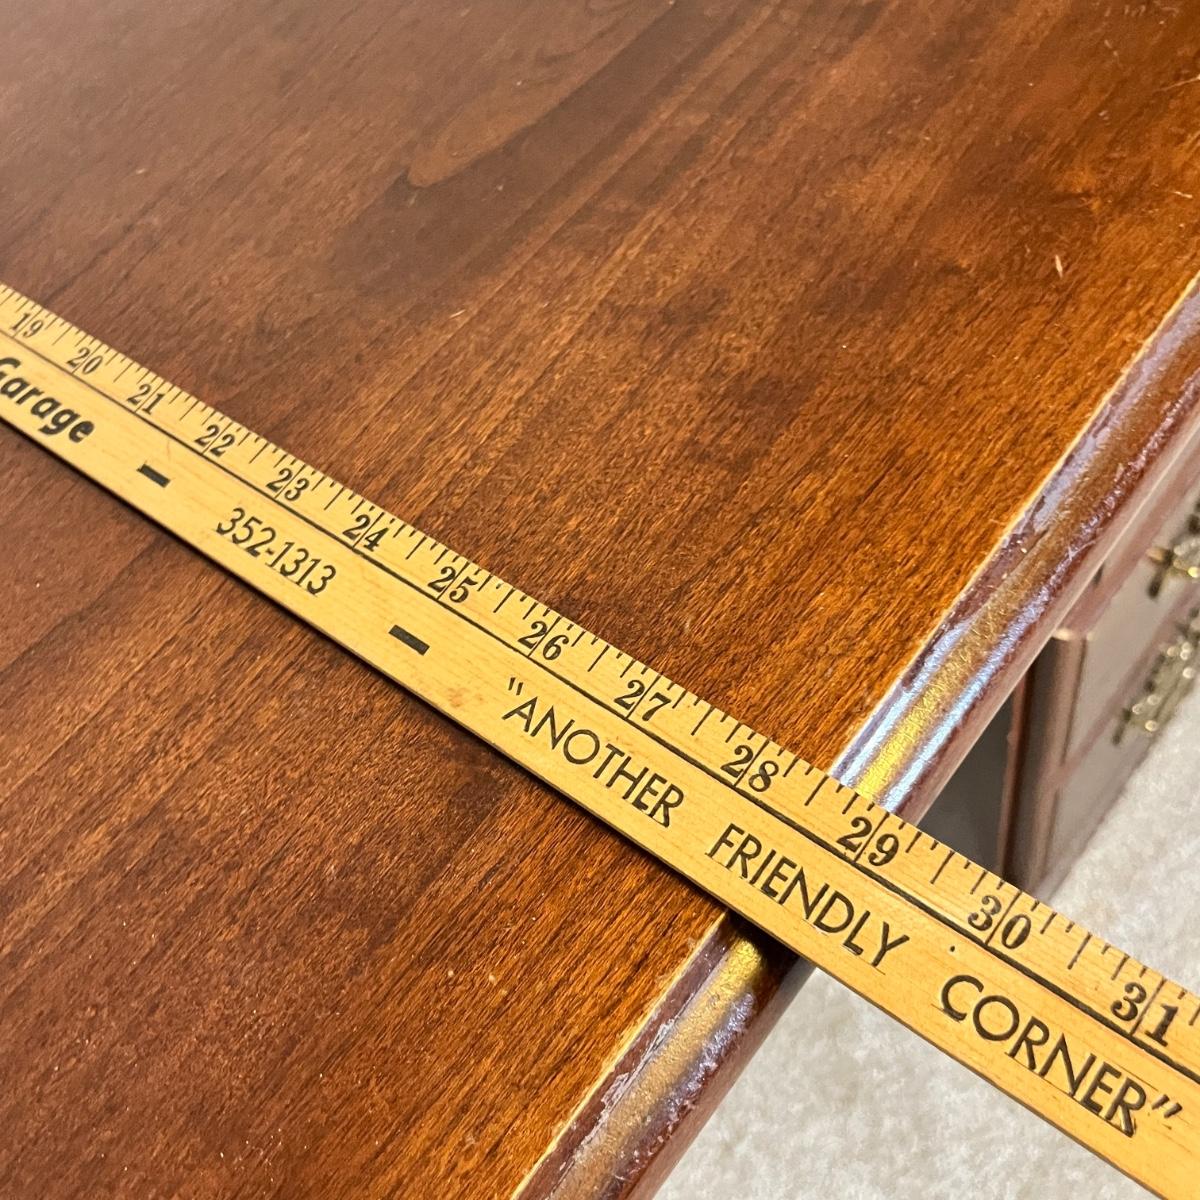 19 20 21 22 23 24 25 26 27 28 29 30 31
Garage - 352-1313 - "ANOTHER FRIENDLY CORNER"